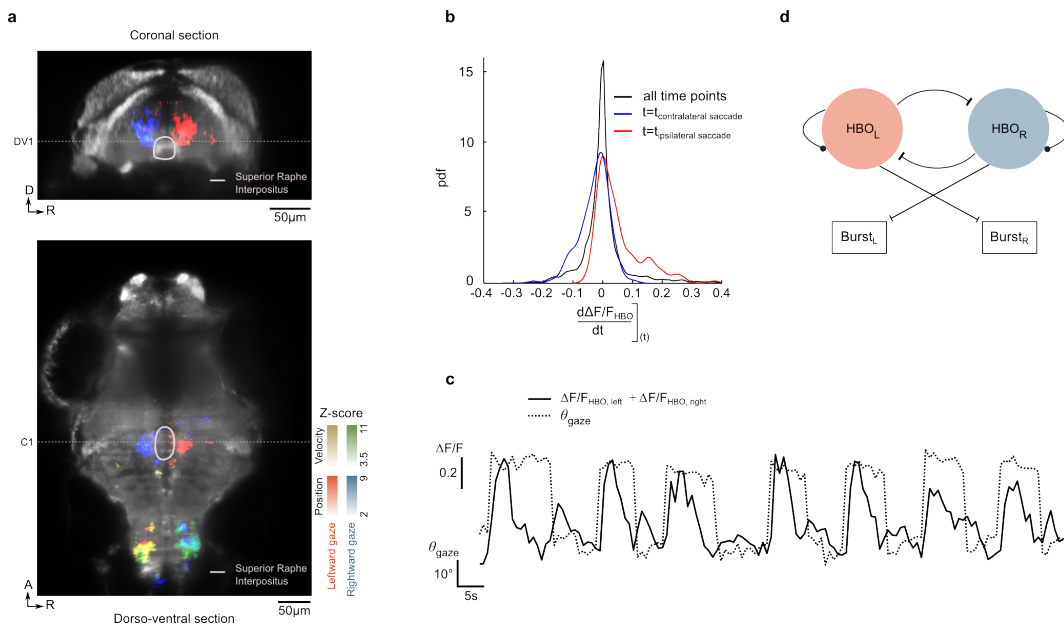 a
Coronal section
DV1
Superior Raphe
Interpositus
D
R
50μm
C1
Superior Raphe
Interpositus
A
R
50μm
Dorso-ventral section
Z-score
Velocity
3.5 11
Position
2 9
Leftward gaze
Rightward gaze
b
15
10
5
0
pdf
-0.4 -0.3 -0.2 -0.1 0 0.1 0.2 0.3 0.4
all time points
t=tcontralateral saccade
t=tipsilateral saccade
dΔF/FHBO
dt
(t)
c
ΔF/FHBO, left + ΔF/FHBO, right
θgaze
ΔF/F
0.2
θgaze
10°
5s
d
HBOL
HBOR
BurstL
BurstR